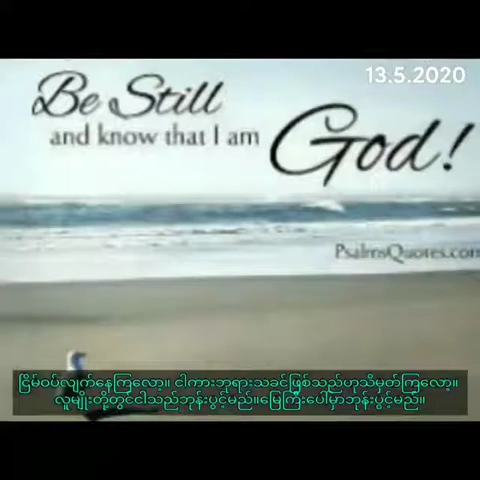 13.5.2020
Be Still
and know that I am
God!
PsalmsQuotes.com
ငြိမ်ဝပ်လျက်နေကြလော့။ ငါကားဘုရားသခင်ဖြစ်သည်ဟုသိမှတ်ကြလော့။
လူမျိုးတို့တွင်ငါသည်ဘုန်းပွင့်မည်။မြေကြီးပေါ်မှာဘုန်းပွင့်မည်။